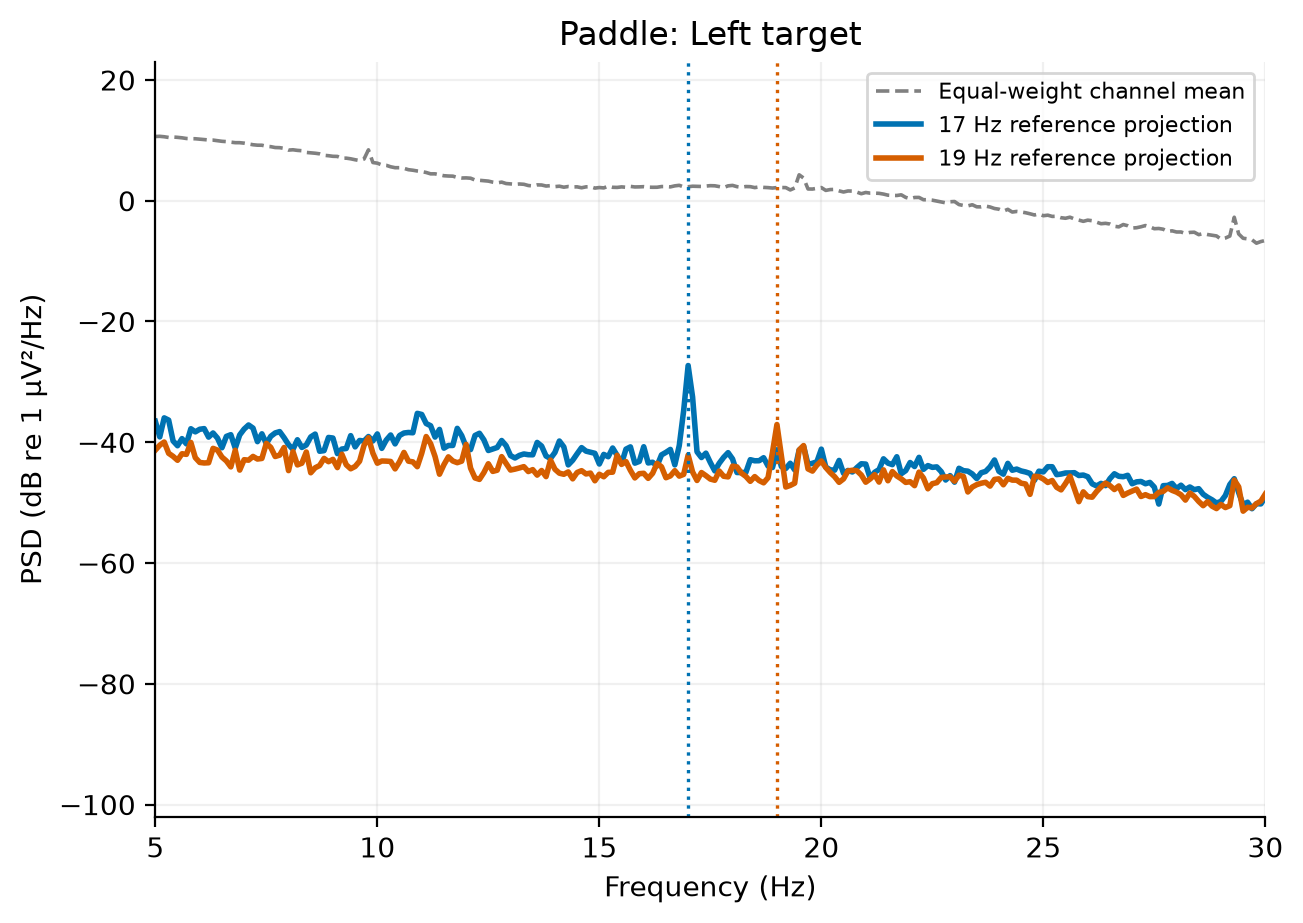 Paddle: Left target
Equal-weight channel mean
17 Hz reference projection
19 Hz reference projection
PSD (dB re 1 µV²/Hz)
20
0
−20
−40
−60
−80
−100
5 10 15 20 25 30
Frequency (Hz)